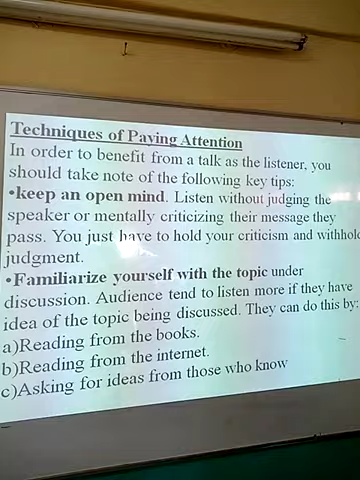 Techniques of Paying Attention
In order to benefit from a talk as the listener, you
should take note of the following key tips:
•keep an open mind. Listen without judging the
speaker or mentally criticizing their message they
pass. You just have to hold your criticism and withhold
judgment.
•Familiarize yourself with the topic under
discussion. Audience tend to listen more if they have
idea of the topic being discussed. They can do this by:
a)Reading from the books.
b)Reading from the internet.
c)Asking for ideas from those who know